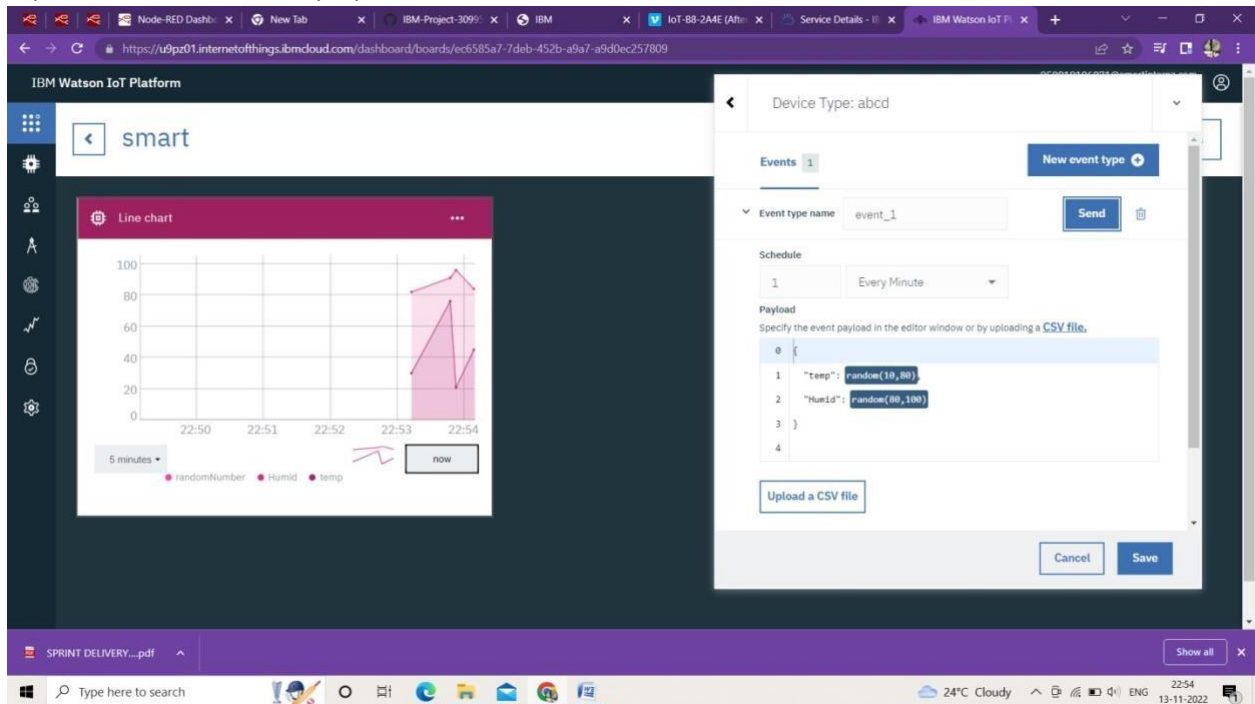 Node-RED Dashb
New Tab
IBM-Project-3099
IBM
IoT-B8-2A4E (Afte
Service Details - I
IBM Watson IoT P
https://u9pz01.internetofthings.ibmcloud.com/dashboard/boards/ec6585a7-7deb-452b-a9a7-a9d0ec257809
IBM Watson IoT Platform
smart
Line chart
100
80
60
40
20
0
22:50 22:51 22:52 22:53 22:54
5 minutes
now
randomNumber Humid temp
Device Type: abcd
Events 1
New event type
Event type name event_1 Send
Schedule
1 Every Minute
Payload
Specify the event payload in the editor window or by uploading a CSV file.
0 {
1 "temp": random(10,80),
2 "Humid": random(80,100)
3 }
4
Upload a CSV file
Cancel Save
SPRINT DELIVERY....pdf
Show all
Type here to search
24°C Cloudy
ENG
22:54
13-11-2022
1